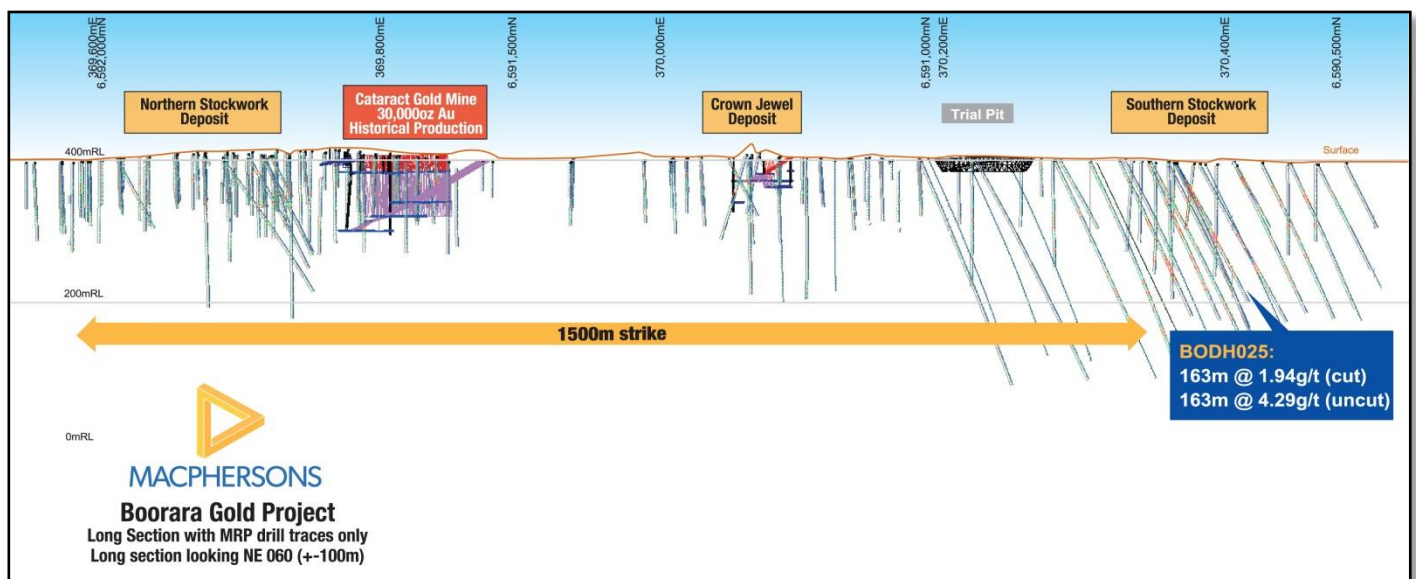 369,600mE
6,592,000mN
369,800mE
6,591,500mN
370,000mE
6,591,000mN
370,200mE
370,400mE
6,590,500mN
Northern Stockwork
Deposit
Cataract Gold Mine
30,000oz Au
Historical Production
Crown Jewel
Deposit
Trial Pit
Southern Stockwork
Deposit
400mRL
Surface
200mRL
1500m strike
BODH025:
163m @ 1.94g/t (cut)
163m @ 4.29g/t (uncut)
0mRL
MACPHERSONS
Boorara Gold Project
Long Section with MRP drill traces only
Long section looking NE 060 (+-100m)